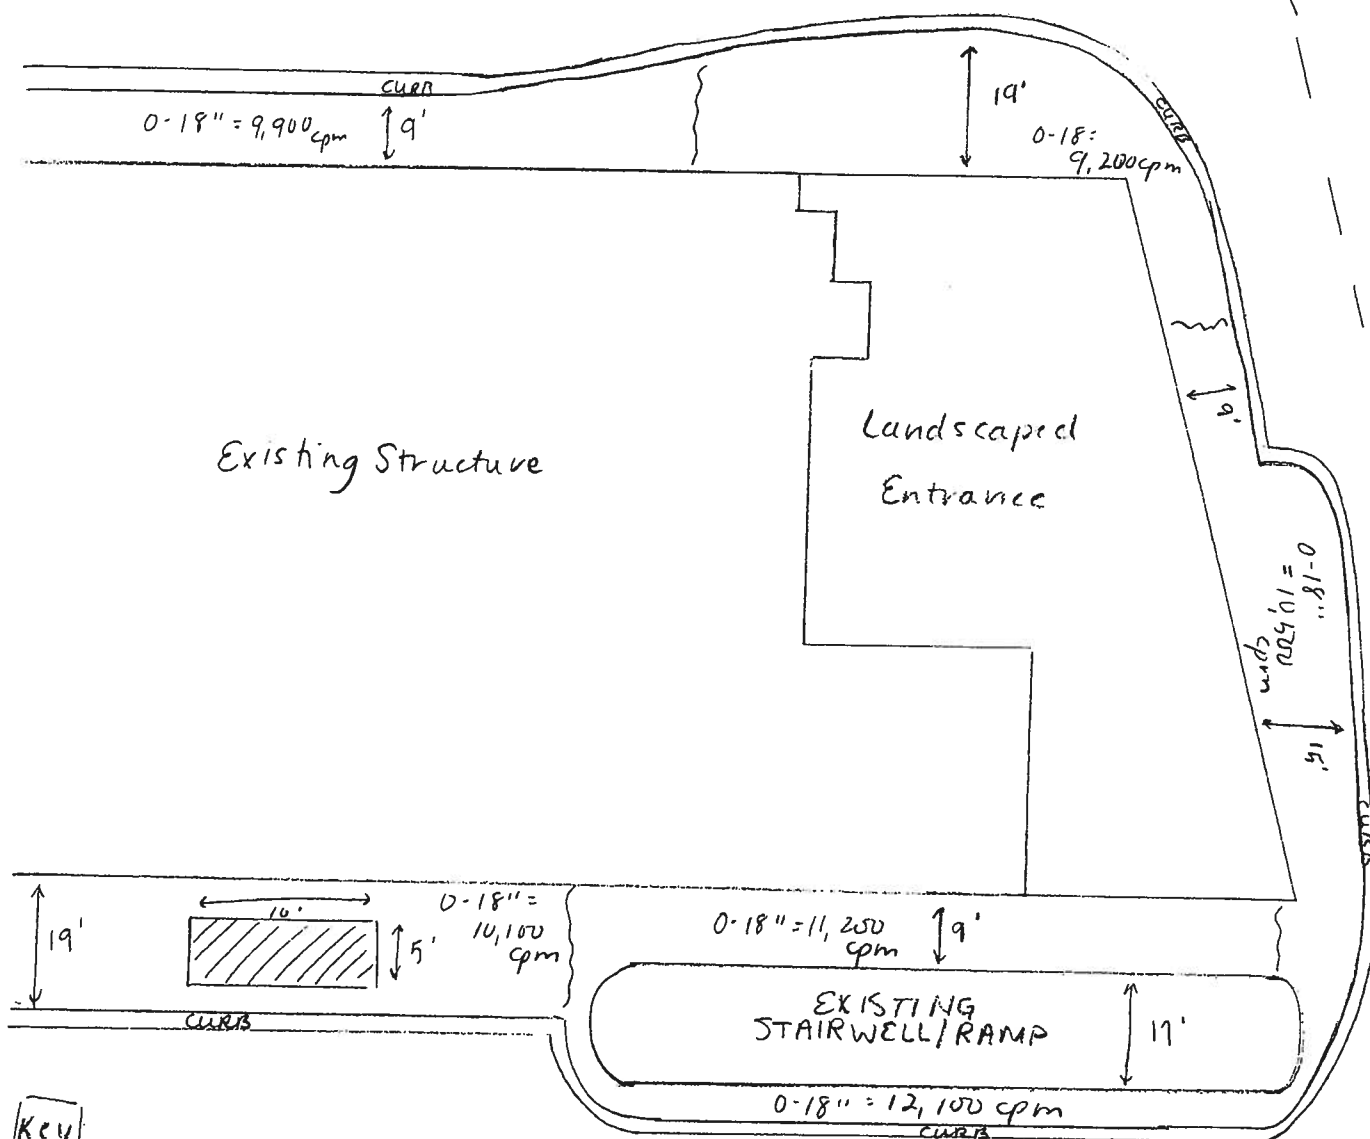 CURB
0-18" = 9,900 cpm
9'
19'
0-18 =
9,200 cpm
CURB
9'
Existing Structure
Landscaped
Entrance
0-18"
= 10,500
cpm
15'
CURB
19'
10'
5'
0-18" =
10,100
cpm
0-18" = 11,200
cpm
9'
EXISTING
STAIRWELL/RAMP
CURB
0-18" = 12,100 cpm
CURB
Key